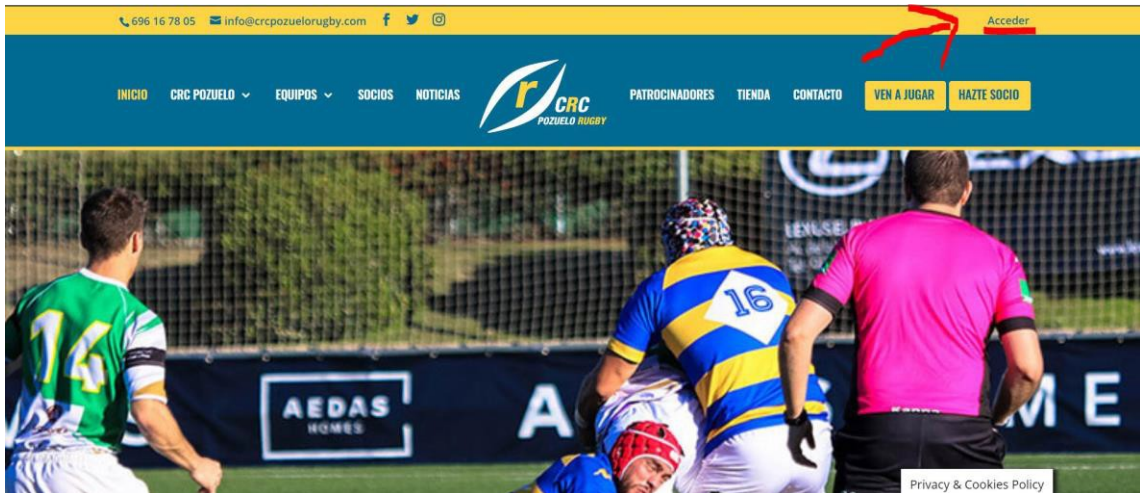 696 16 78 05 info@crcpozuelorugby.com
Acceder
INICIO CRC POZUELO EQUIPOS SOCIOS NOTICIAS
r CRC
POZUELO RUGBY
PATROCINADORES TIENDA CONTACTO VEN A JUGAR HAZTE SOCIO
14
16
AEDAS
HOMES
Kappa
Privacy & Cookies Policy